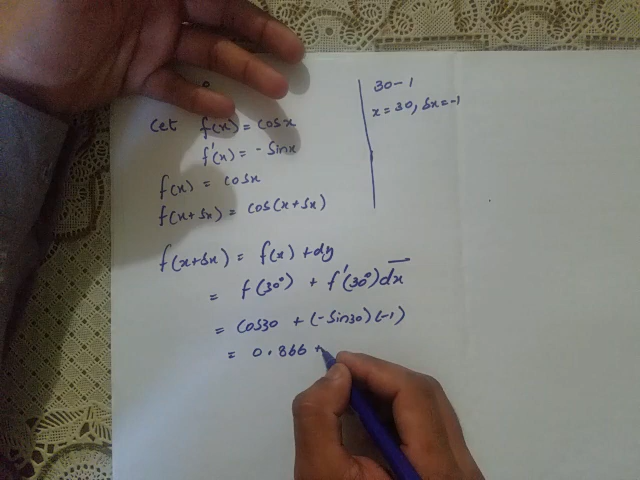 30-1
x = 30, δx = -1
Let f(x) = cosx
f'(x) = - sinx
f(x) = cosx
f(x+δx) = cos(x+δx)
f(x+δx) = f(x) + dy
= f(30°) + f'(30°)dx
= cos30 + (-sin30)(-1)
= 0.866 +